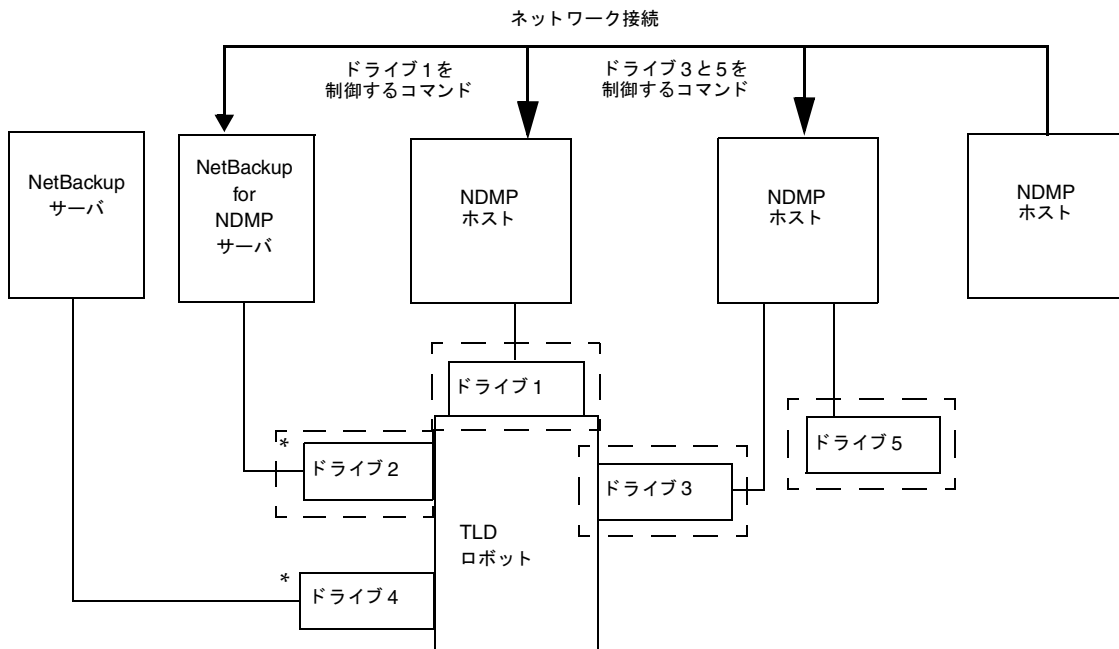 ネットワーク接続
ドライブ1を
制御するコマンド
ドライブ3と5を
制御するコマンド
NetBackup
サーバ
NetBackup
for
NDMP
サーバ
NDMP
ホスト
NDMP
ホスト
NDMP
ホスト
ドライブ1
*
ドライブ2
ドライブ3
ドライブ5
TLD
ロボット
*
ドライブ4